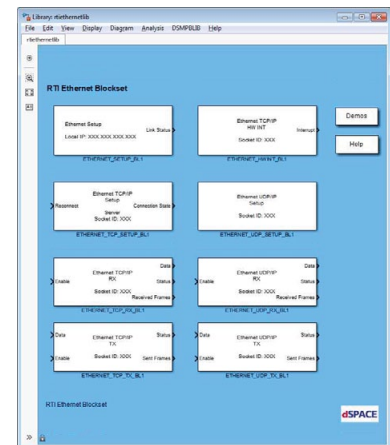 Library: rtiethernetlib
File Edit View Display Diagram Analysis DSMPBLIB Help
rtiethernetlib
RTI Ethernet Blockset
Ethernet Setup
Local IP: XXX.XXX.XXX.XXX
Link Status
ETHERNET_SETUP_BL1
Ethernet TCP/IP
HW INT
Socket ID: XXX
Interrupt
ETHERNET_HWINT_BL1
Demos
Help
Reconnect
Ethernet TCP/IP
Setup
Server
Socket ID: XXX
Connection State
ETHERNET_TCP_SETUP_BL1
Ethernet UDP/IP
Setup
Socket ID: XXX
ETHERNET_UDP_SETUP_BL1
Enable
Ethernet TCP/IP
RX
Socket ID: XXX
Data
Status
Received Frames
ETHERNET_TCP_RX_BL1
Enable
Ethernet UDP/IP
RX
Socket ID: XXX
Data
Status
Received Frames
ETHERNET_UDP_RX_BL1
Data
Enable
Ethernet TCP/IP
TX
Socket ID: XXX
Status
Sent Frames
ETHERNET_TCP_TX_BL1
Data
Enable
Ethernet UDP/IP
TX
Socket ID: XXX
Status
Sent Frames
ETHERNET_UDP_TX_BL1
RTI Ethernet Blockset
dSPACE